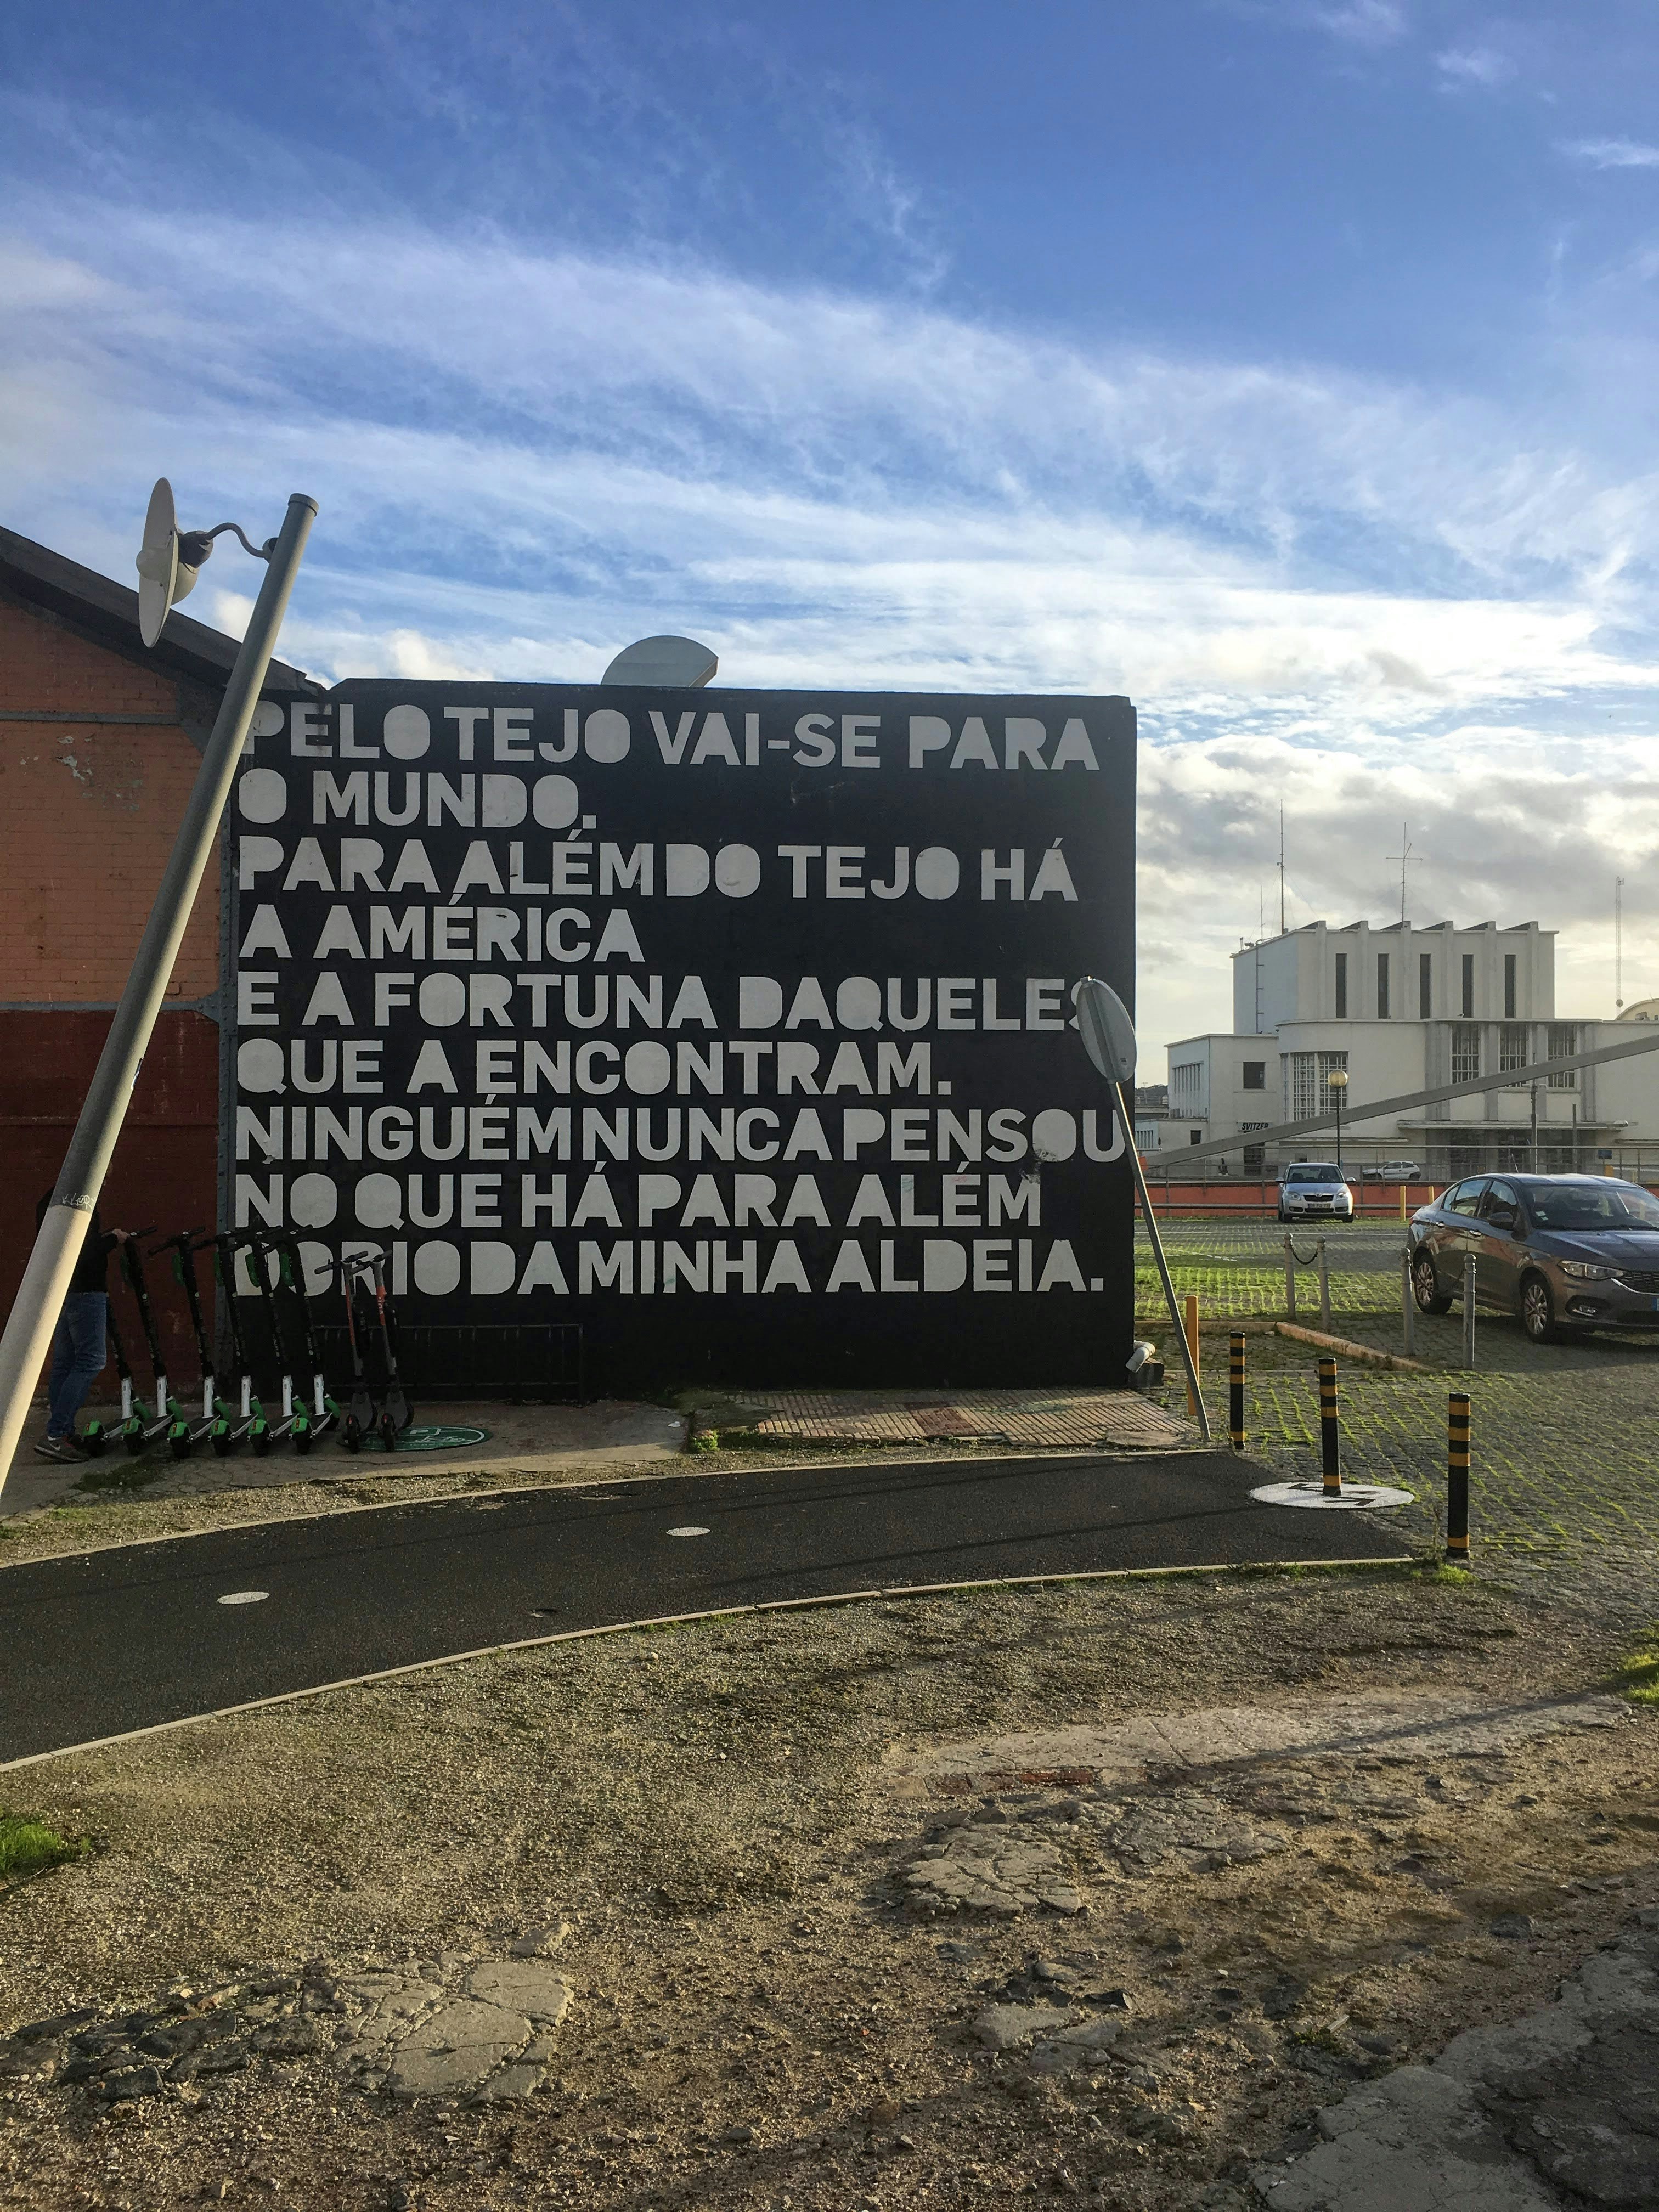 PELO TEJO VAI-SE PARA
O MUNDO.
PARA ALÉM DO TEJO HÁ
A AMÉRICA
E A FORTUNA DAQUELES
QUE A ENCONTRAM.
NINGUÉM NUNCA PENSOU
NO QUE HÁ PARA ALÉM
DO RIO DA MINHA ALDEIA.
SVITZER